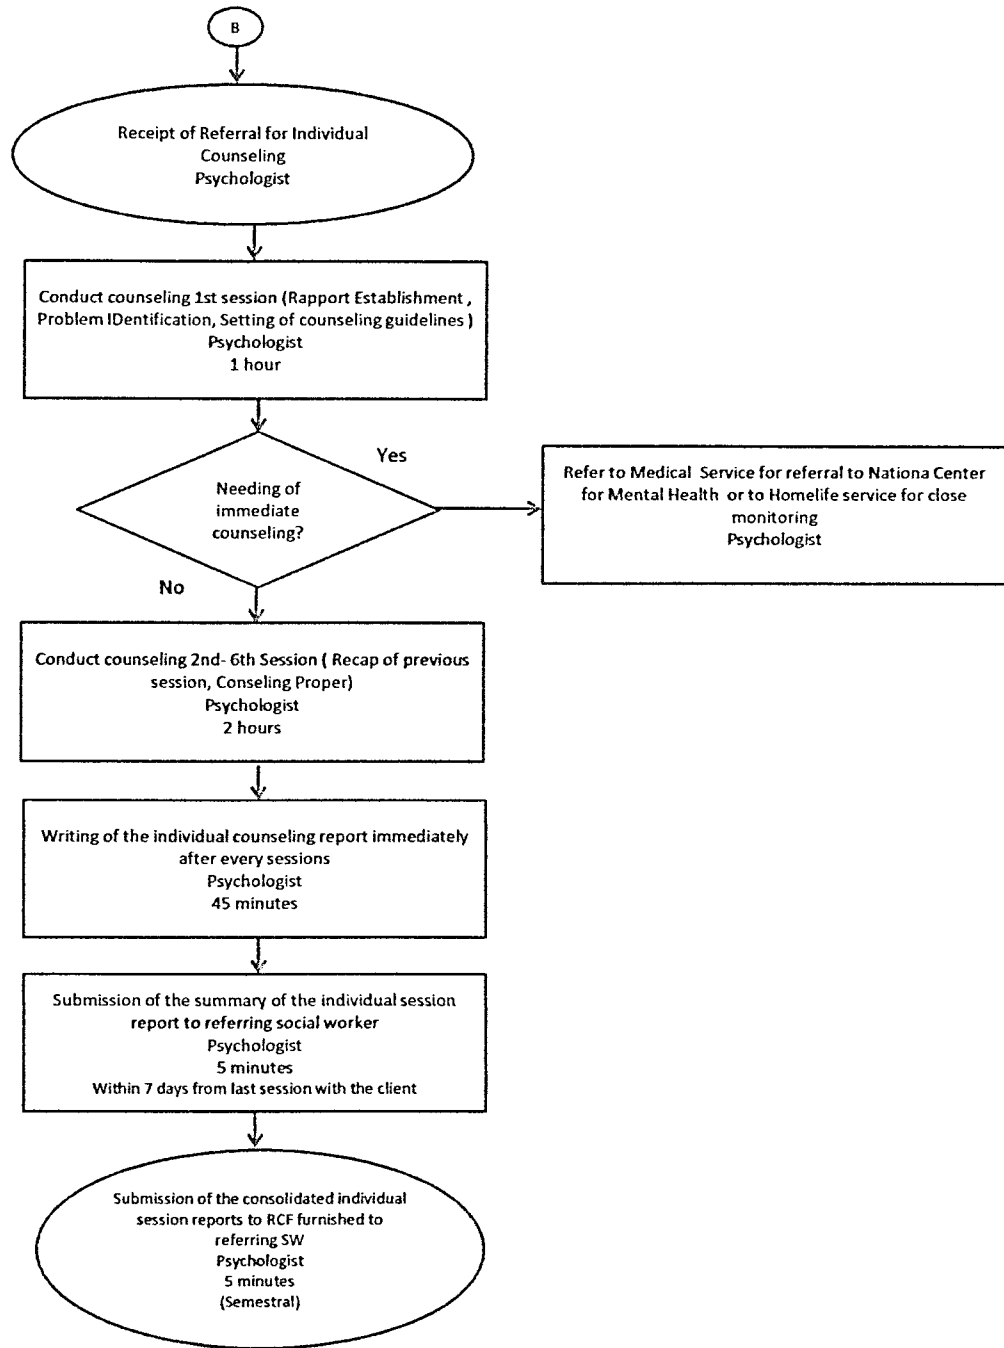 B
Receipt of Referral for Individual
Counseling
Psychologist
Conduct counseling 1st session (Rapport Establishment ,
Problem IDentification, Setting of counseling guidelines )
Psychologist
1 hour
Yes
Needing of
immediate
counseling?
Refer to Medical Service for referral to Nationa Center
for Mental Health or to Homelife service for close
monitoring
Psychologist
No
Conduct counseling 2nd- 6th Session ( Recap of previous
session, Conseling Proper)
Psychologist
2 hours
Writing of the individual counseling report immediately
after every sessions
Psychologist
45 minutes
Submission of the summary of the individual session
report to referring social worker
Psychologist
5 minutes
Within 7 days from last session with the client
Submission of the consolidated individual
session reports to RCF furnished to
referring SW
Psychologist
5 minutes
(Semestral)